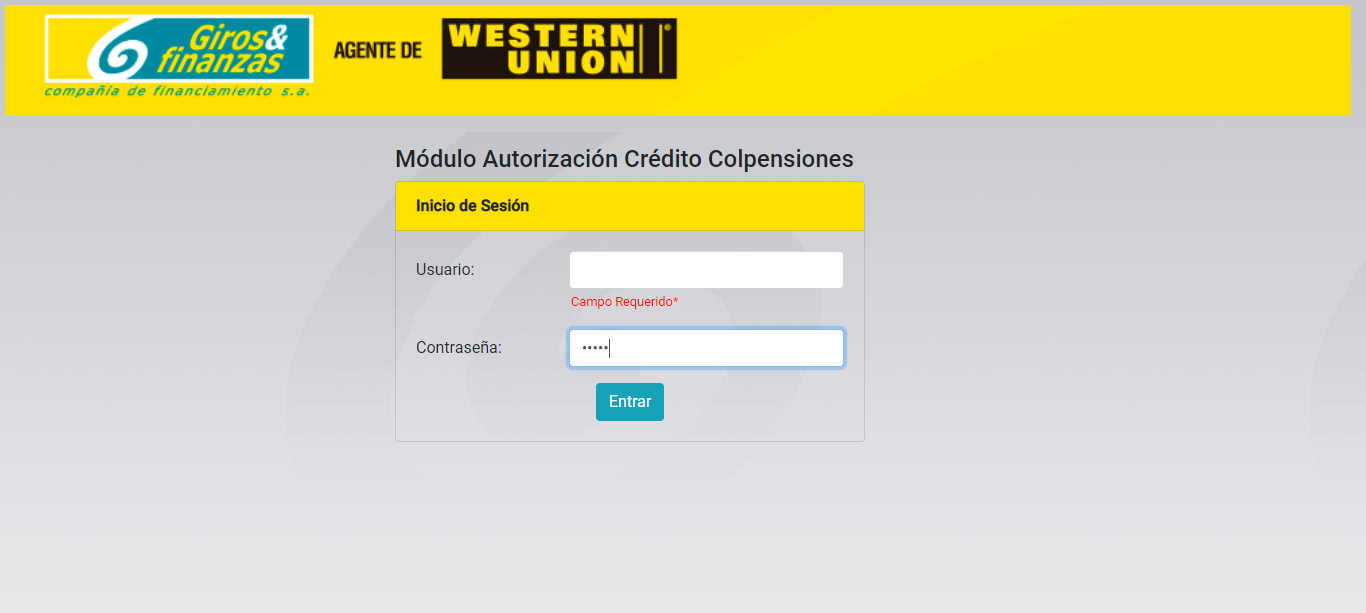 Giros&
finanzas
compañía de financiamiento s.a.
AGENTE DE
WESTERN
UNION
®
Módulo Autorización Crédito Colpensiones
Inicio de Sesión
Usuario:
Campo Requerido*
Contraseña:
•••••
Entrar